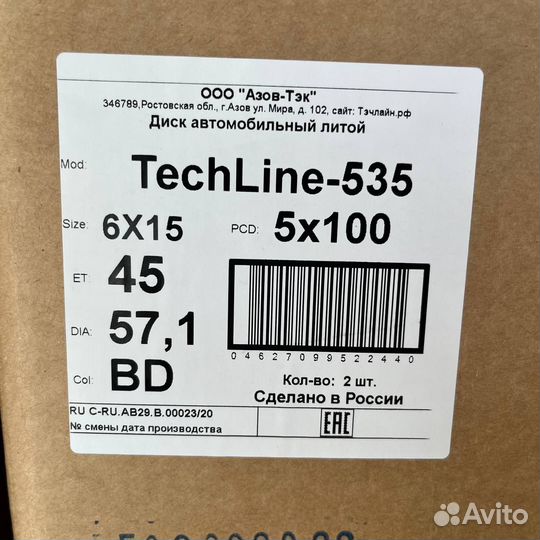 ООО "Азов-Тэк"
346789,Ростовская обл., г.Азов ул. Мира, д. 102, сайт: Тэчлайн.рф
Диск автомобильный литой
Mod: TechLine-535
Size: 6X15 PCD: 5x100
ET: 45
DIA: 57,1
0462709952244 0
Col: BD
Кол-во: 2 шт.
Сделано в России
RU C-RU.АВ29.В.00023/20
№ смены дата производства
EAC
Avito